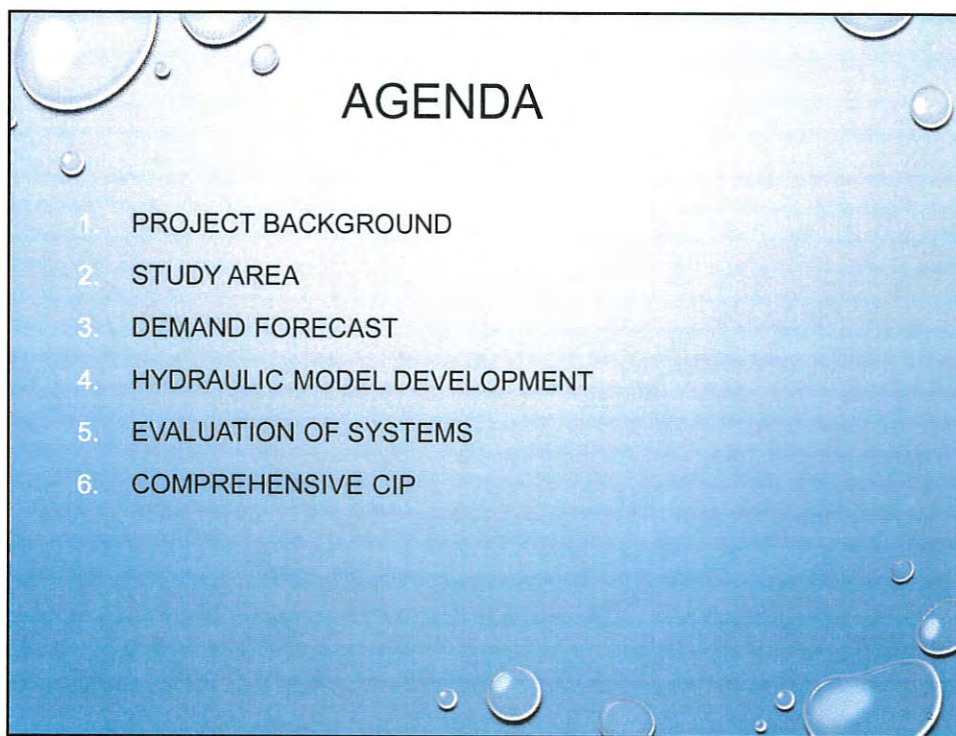 AGENDA
1. PROJECT BACKGROUND
2. STUDY AREA
3. DEMAND FORECAST
4. HYDRAULIC MODEL DEVELOPMENT
5. EVALUATION OF SYSTEMS
6. COMPREHENSIVE CIP